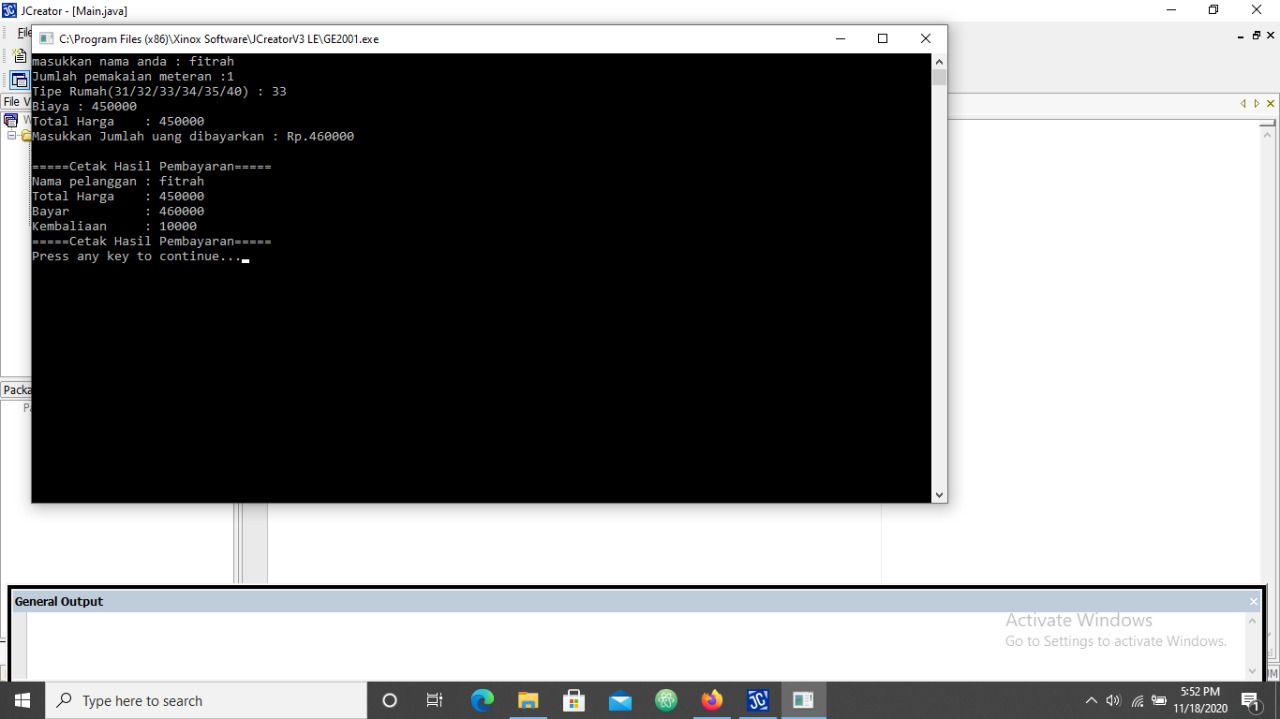 JCreator - [Main.java]
File
C:\Program Files (x86)\Xinox Software\JCreatorV3 LE\GE2001.exe
masukkan nama anda : fitrah
Jumlah pemakaian meteran :1
Tipe Rumah(31/32/33/34/35/40) : 33
Biaya : 450000
Total Harga    : 450000
Masukkan Jumlah uang dibayarkan : Rp.460000
=====Cetak Hasil Pembayaran=====
Nama pelanggan : fitrah
Total Harga    : 450000
Bayar          : 460000
Kembaliaan     : 10000
=====Cetak Hasil Pembayaran=====
Press any key to continue...
File V
W
Packa
General Output
Activate Windows
Go to Settings to activate Windows.
Type here to search
5:52 PM
11/18/2020
1